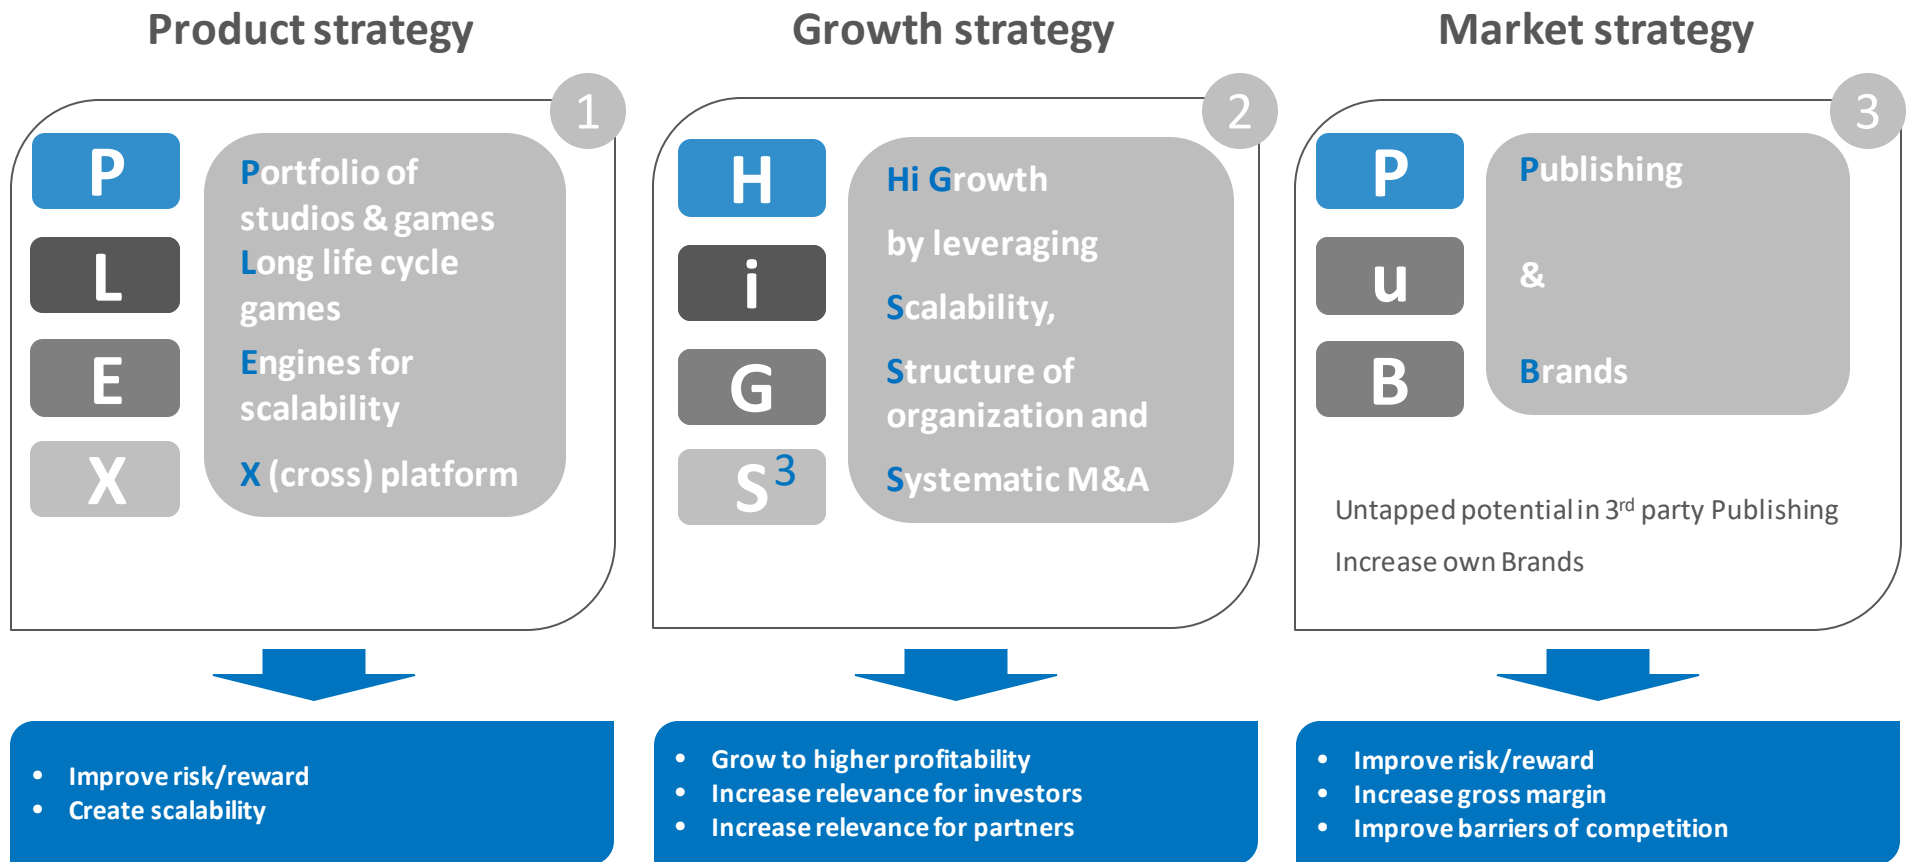 Product strategy
1
P
L
E
X
Portfolio of
studios & games
Long life cycle
games
Engines for
scalability
X (cross) platform
Improve risk/reward
Create scalability
Growth strategy
2
H
i
G
S3
Hi Growth
by leveraging
Scalability,
Structure of
organization and
Systematic M&A
Grow to higher profitability
Increase relevance for investors
Increase relevance for partners
Market strategy
3
P
u
B
Publishing
&
Brands
Untapped potential in 3rd party Publishing
Increase own Brands
Improve risk/reward
Increase gross margin
Improve barriers of competition